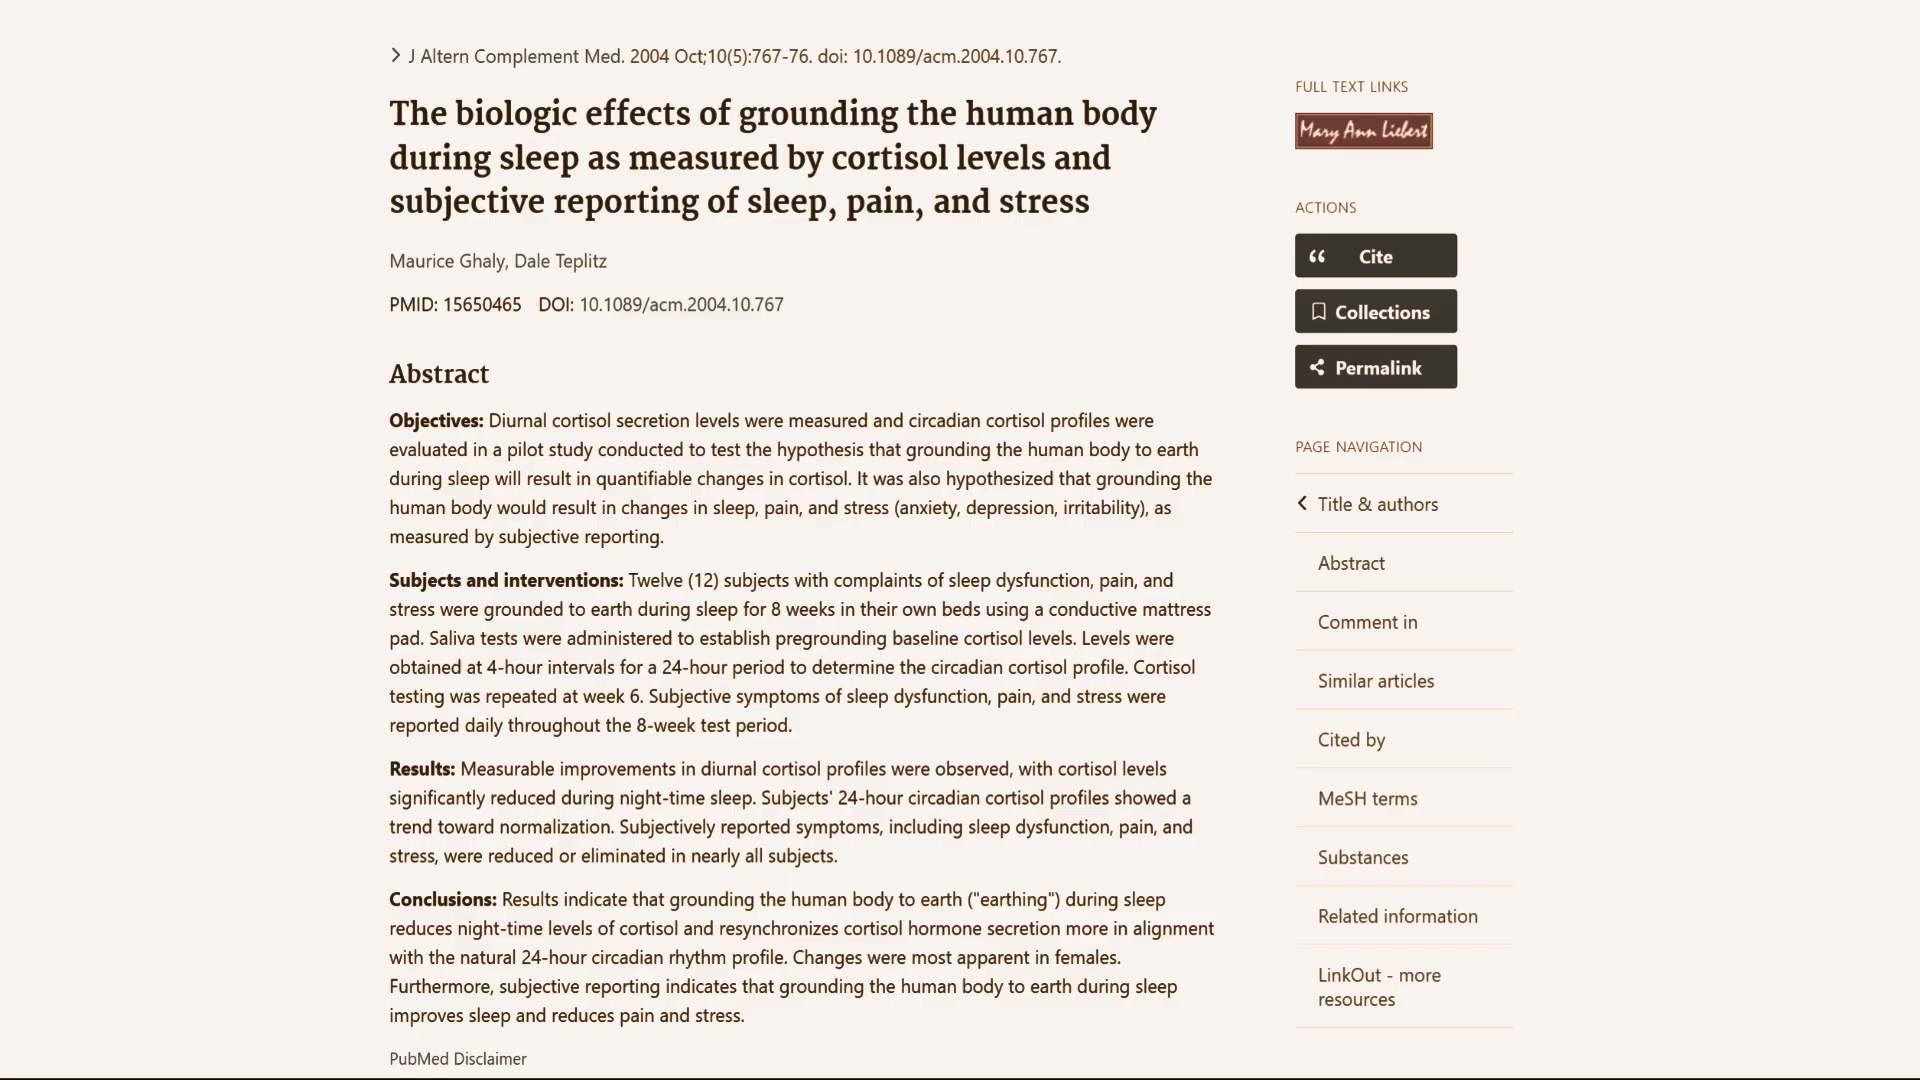 J Altern Complement Med. 2004 Oct;10(5):767-76. doi: 10.1089/acm.2004.10.767.
The biologic effects of grounding the human body
during sleep as measured by cortisol levels and
subjective reporting of sleep, pain, and stress
Maurice Ghaly, Dale Teplitz
PMID: 15650465 DOI: 10.1089/acm.2004.10.767
Abstract
Objectives: Diurnal cortisol secretion levels were measured and circadian cortisol profiles were
evaluated in a pilot study conducted to test the hypothesis that grounding the human body to earth
during sleep will result in quantifiable changes in cortisol. It was also hypothesized that grounding the
human body would result in changes in sleep, pain, and stress (anxiety, depression, irritability), as
measured by subjective reporting.
Subjects and interventions: Twelve (12) subjects with complaints of sleep dysfunction, pain, and
stress were grounded to earth during sleep for 8 weeks in their own beds using a conductive mattress
pad. Saliva tests were administered to establish pregrounding baseline cortisol levels. Levels were
obtained at 4-hour intervals for a 24-hour period to determine the circadian cortisol profile. Cortisol
testing was repeated at week 6. Subjective symptoms of sleep dysfunction, pain, and stress were
reported daily throughout the 8-week test period.
Results: Measurable improvements in diurnal cortisol profiles were observed, with cortisol levels
significantly reduced during night-time sleep. Subjects' 24-hour circadian cortisol profiles showed a
trend toward normalization. Subjectively reported symptoms, including sleep dysfunction, pain, and
stress, were reduced or eliminated in nearly all subjects.
Conclusions: Results indicate that grounding the human body to earth ("earthing") during sleep
reduces night-time levels of cortisol and resynchronizes cortisol hormone secretion more in alignment
with the natural 24-hour circadian rhythm profile. Changes were most apparent in females.
Furthermore, subjective reporting indicates that grounding the human body to earth during sleep
improves sleep and reduces pain and stress.
PubMed Disclaimer
FULL TEXT LINKS
Mary Ann Liebert
ACTIONS
Cite
Collections
Permalink
PAGE NAVIGATION
Title & authors
Abstract
Comment in
Similar articles
Cited by
MeSH terms
Substances
Related information
LinkOut - more
resources